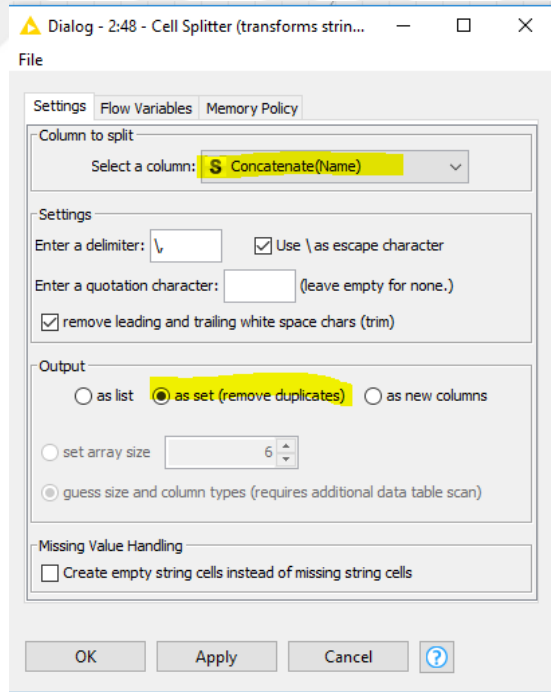 Dialog - 2:48 - Cell Splitter (transforms strin...
File
Settings Flow Variables Memory Policy
Column to split
Select a column: S Concatenate(Name)
Settings
Enter a delimiter: \, Use \ as escape character
Enter a quotation character: (leave empty for none.)
remove leading and trailing white space chars (trim)
Output
as list as set (remove duplicates) as new columns
set array size 6
guess size and column types (requires additional data table scan)
Missing Value Handling
Create empty string cells instead of missing string cells
OK Apply Cancel ?